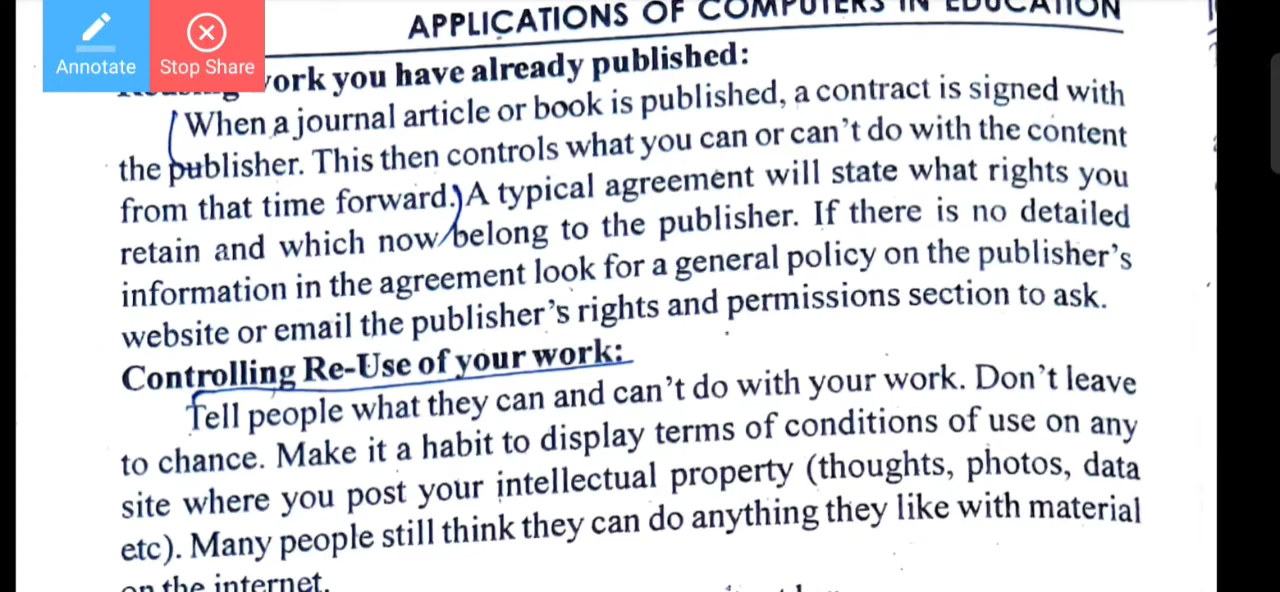 APPLICATIONS OF COMPUTERS IN EDUCATION
Annotate
Stop Share
work you have already published:
When a journal article or book is published, a contract is signed with
the publisher. This then controls what you can or can't do with the content
from that time forward. A typical agreement will state what rights you
retain and which now belong to the publisher. If there is no detailed
information in the agreement look for a general policy on the publisher's
website or email the publisher's rights and permissions section to ask.
Controlling Re-Use of your work:
Tell people what they can and can't do with your work. Don't leave
to chance. Make it a habit to display terms of conditions of use on any
site where you post your intellectual property (thoughts, photos, data
etc). Many people still think they can do anything they like with material
on the internet.